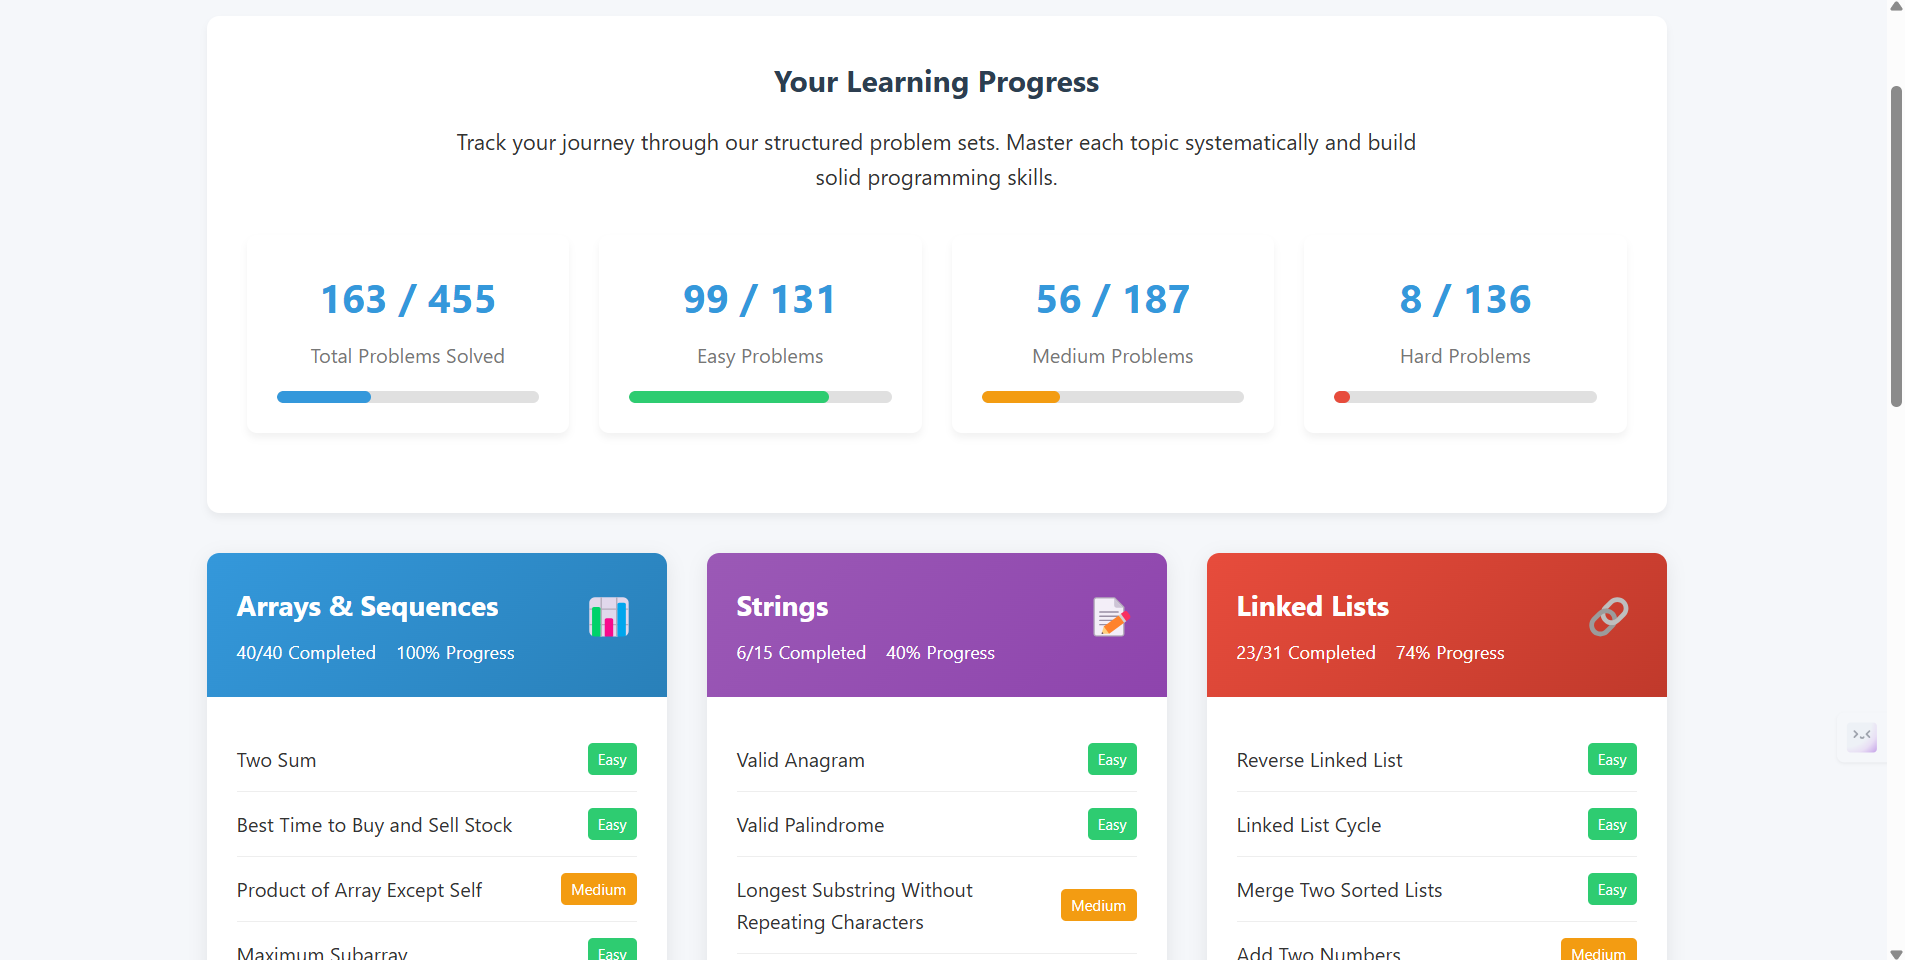 Your Learning Progress
Track your journey through our structured problem sets. Master each topic systematically and build
solid programming skills.
163 / 455
Total Problems Solved
99 / 131
Easy Problems
56 / 187
Medium Problems
8 / 136
Hard Problems
Arrays & Sequences
40/40 Completed 100% Progress
Two Sum Easy
Best Time to Buy and Sell Stock Easy
Product of Array Except Self Medium
Maximum Subarray Easy
Strings
6/15 Completed 40% Progress
Valid Anagram Easy
Valid Palindrome Easy
Longest Substring Without
Repeating Characters Medium
Linked Lists
23/31 Completed 74% Progress
Reverse Linked List Easy
Linked List Cycle Easy
Merge Two Sorted Lists Easy
Add Two Numbers Medium